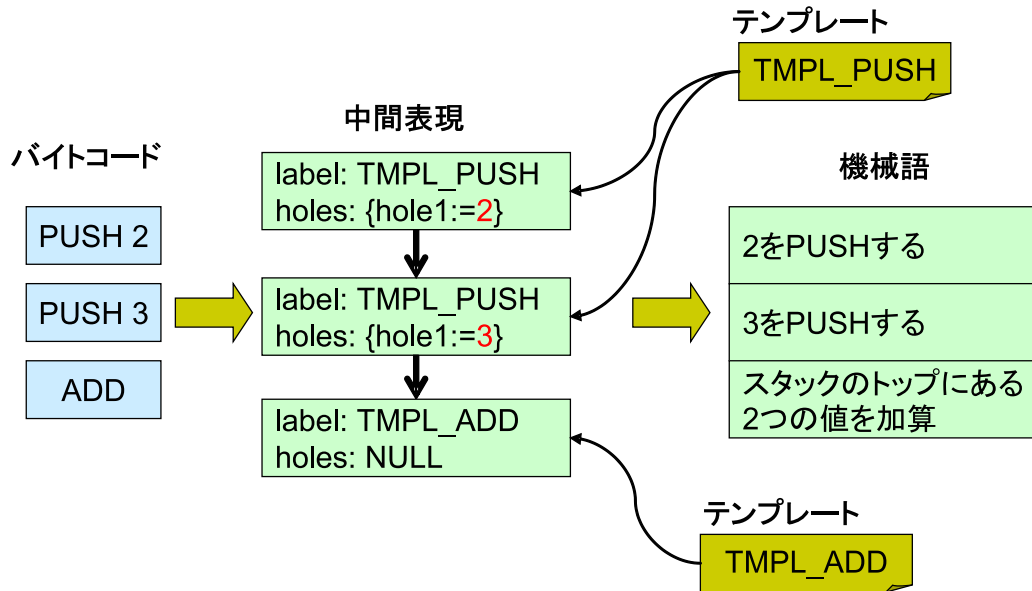 テンプレート
TMPL_PUSH
中間表現
バイトコード
機械語
PUSH 2
PUSH 3
ADD
label: TMPL_PUSH
holes: {hole1:=2}
label: TMPL_PUSH
holes: {hole1:=3}
label: TMPL_ADD
holes: NULL
2をPUSHする
3をPUSHする
スタックのトップにある
2つの値を加算
テンプレート
TMPL_ADD